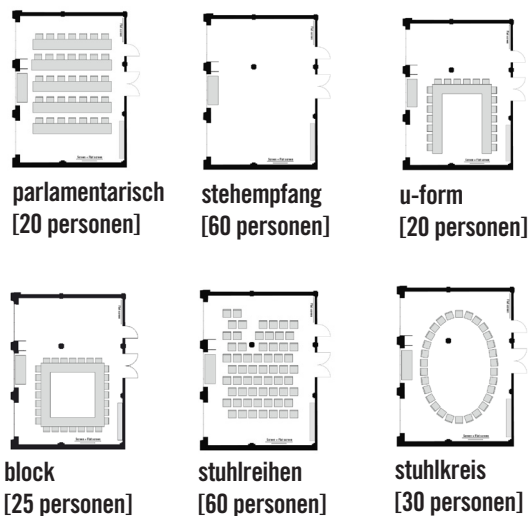 parlamentarisch
[20 personen]
stehempfang
[60 personen]
u-form
[20 personen]
block
[25 personen]
stuhlreihen
[60 personen]
stuhlkreis
[30 personen]